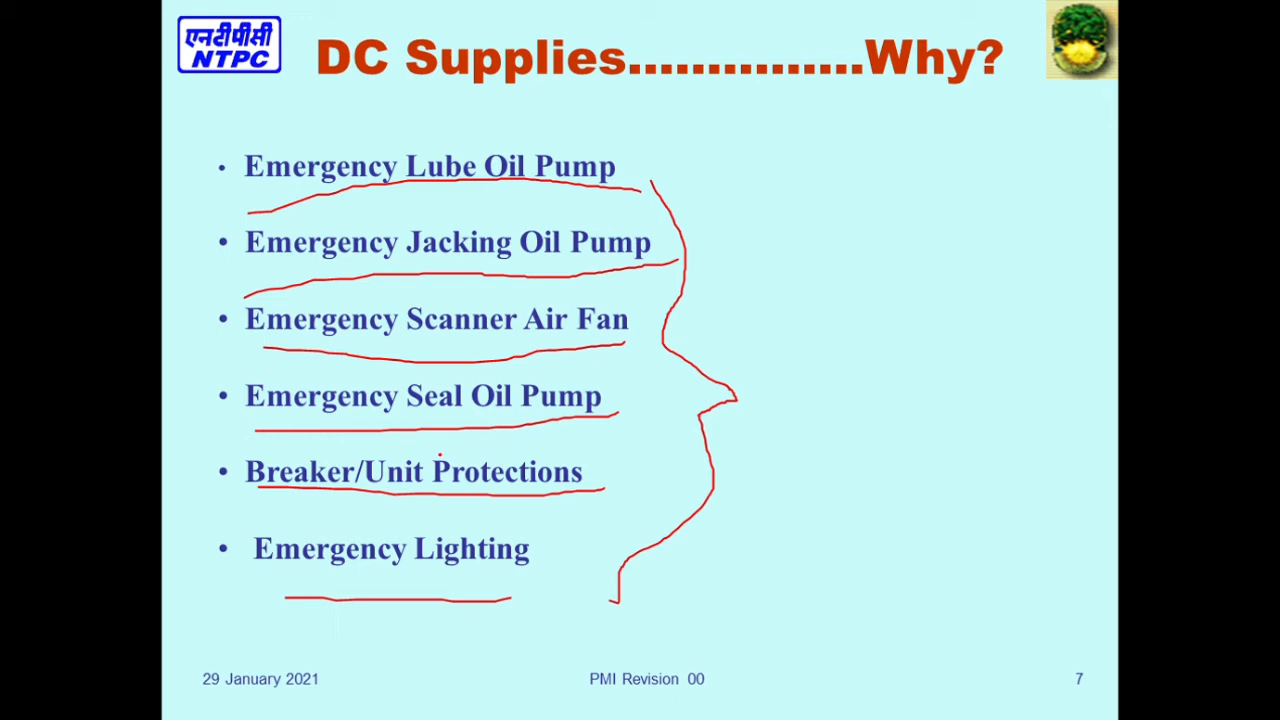 एनटीपीसी
NTPC
DC Supplies...............Why?
• Emergency Lube Oil Pump
• Emergency Jacking Oil Pump
• Emergency Scanner Air Fan
• Emergency Seal Oil Pump
• Breaker/Unit Protections
• Emergency Lighting
29 January 2021 PMI Revision 00 7